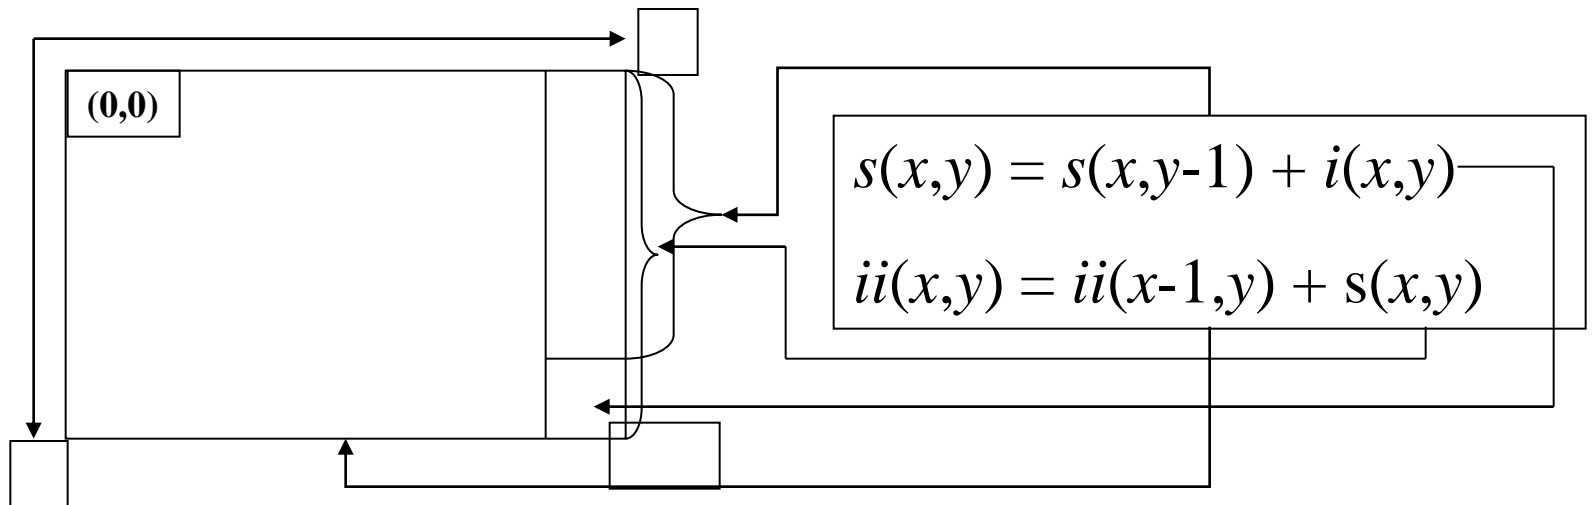 (0,0)
s(x,y) = s(x,y-1) + i(x,y)
ii(x,y) = ii(x-1,y) + s(x,y)